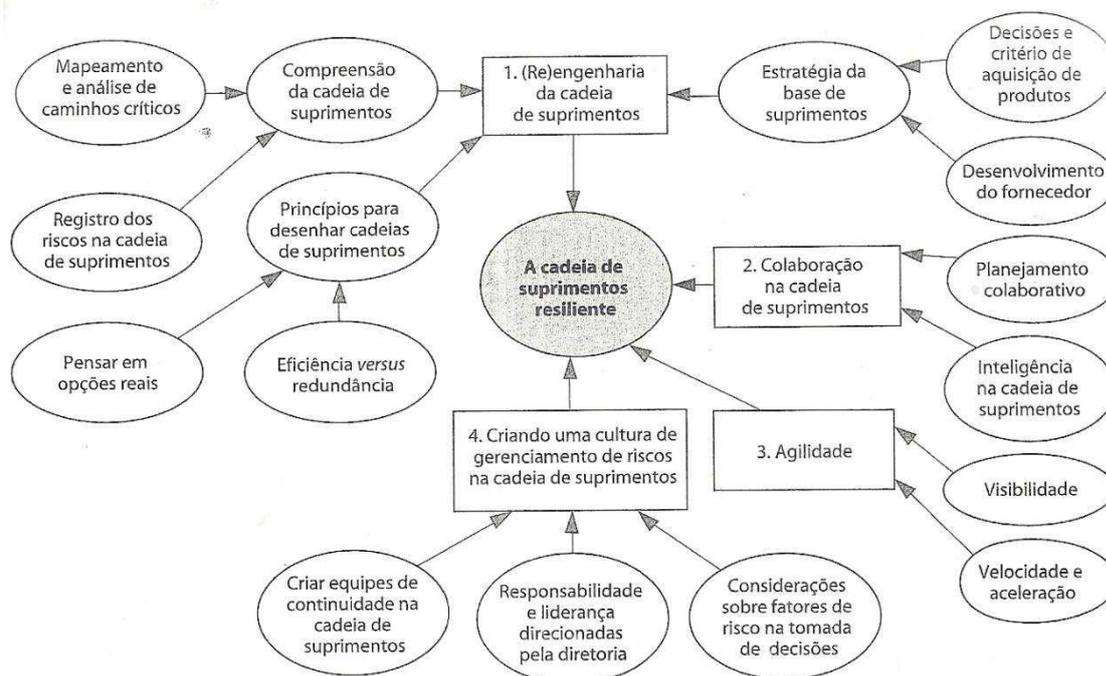 Mapeamento
e análise de
caminhos críticos
Compreensão
da cadeia de
suprimentos
1. (Re)engenharia
da cadeia
de suprimentos
Estratégia da
base de
suprimentos
Decisões e
critério de
aquisição de
produtos
Desenvolvimento
do fornecedor
Registro dos
riscos na cadeia
de suprimentos
Princípios para
desenhar cadeias
de suprimentos
A cadeia de
suprimentos
resiliente
2. Colaboração
na cadeia
de suprimentos
Planejamento
colaborativo
Pensar em
opções reais
Eficiência versus
redundância
Inteligência
na cadeia de
suprimentos
4. Criando uma cultura de
gerenciamento de riscos
na cadeia de suprimentos
3. Agilidade
Visibilidade
Velocidade e
aceleração
Criar equipes de
continuidade na
cadeia de
suprimentos
Responsabilidade
e liderança
direcionadas
pela diretoria
Considerações
sobre fatores de
risco na tomada
de decisões